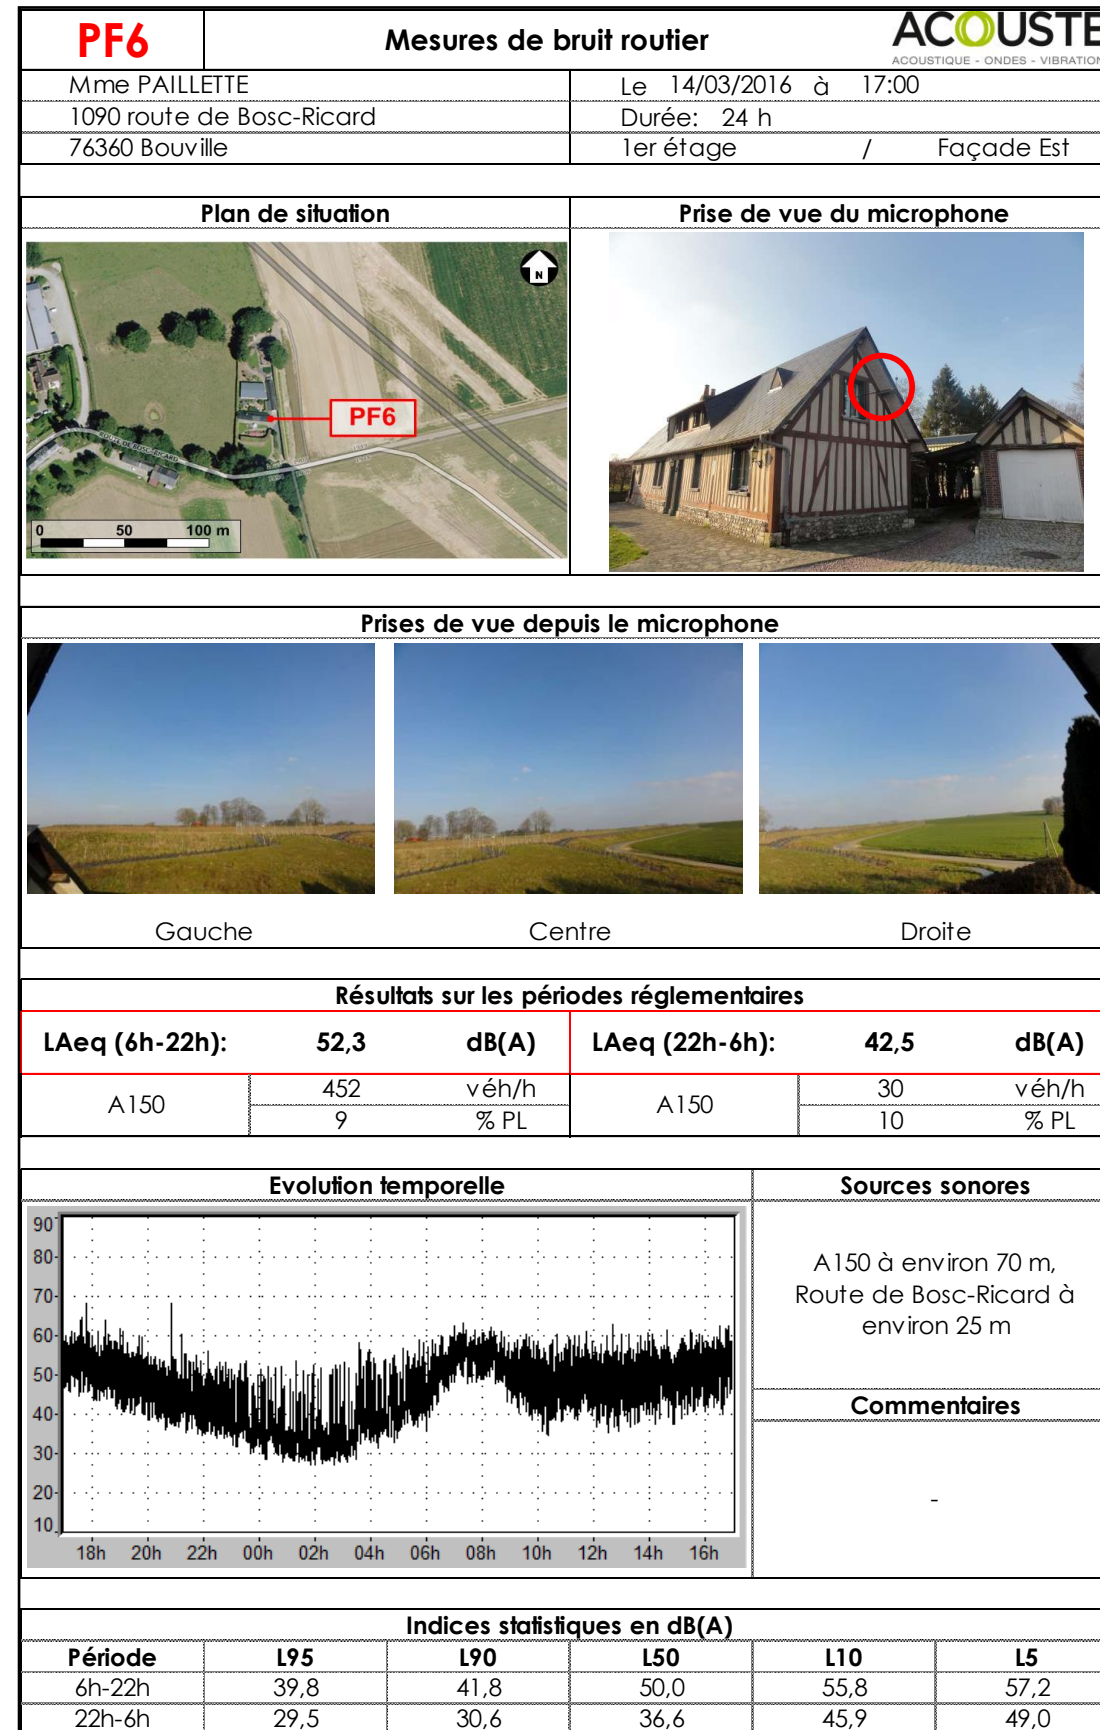 PF6
Mesures de bruit routier
ACOUSTE
ACOUSTIQUE - ONDES - VIBRATION
Mme PAILLETTE
Le 14/03/2016 à 17:00
1090 route de Bosc-Ricard
Durée: 24 h
76360 Bouville
1er étage / Façade Est
Plan de situation
Prise de vue du microphone
N
PF6
ROUTE DE BOSC-RICARD
0 50 100 m
Prises de vue depuis le microphone
Gauche
Centre
Droite
Résultats sur les périodes réglementaires
LAeq (6h-22h): 52,3 dB(A)
LAeq (22h-6h): 42,5 dB(A)
A150
452 véh/h
9 % PL
A150
30 véh/h
10 % PL
Evolution temporelle
Sources sonores
90
80
70
60
50
40
30
20
10
18h 20h 22h 00h 02h 04h 06h 08h 10h 12h 14h 16h
A150 à environ 70 m,
Route de Bosc-Ricard à
environ 25 m
Commentaires
-
Indices statistiques en dB(A)
Période L95 L90 L50 L10 L5
6h-22h 39,8 41,8 50,0 55,8 57,2
22h-6h 29,5 30,6 36,6 45,9 49,0